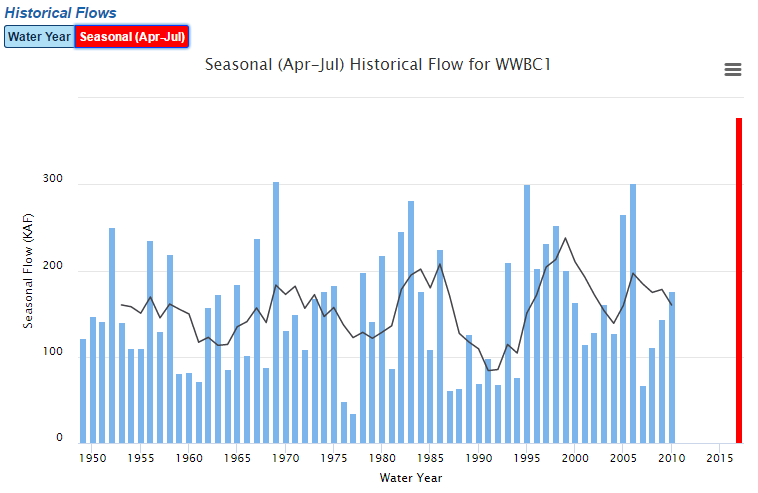 Historical Flows
Water Year Seasonal (Apr-Jul)
Seasonal (Apr-Jul) Historical Flow for WWBC1
Seasonal Flow (KAF)
300
200
100
0
1950 1955 1960 1965 1970 1975 1980 1985 1990 1995 2000 2005 2010 2015
Water Year